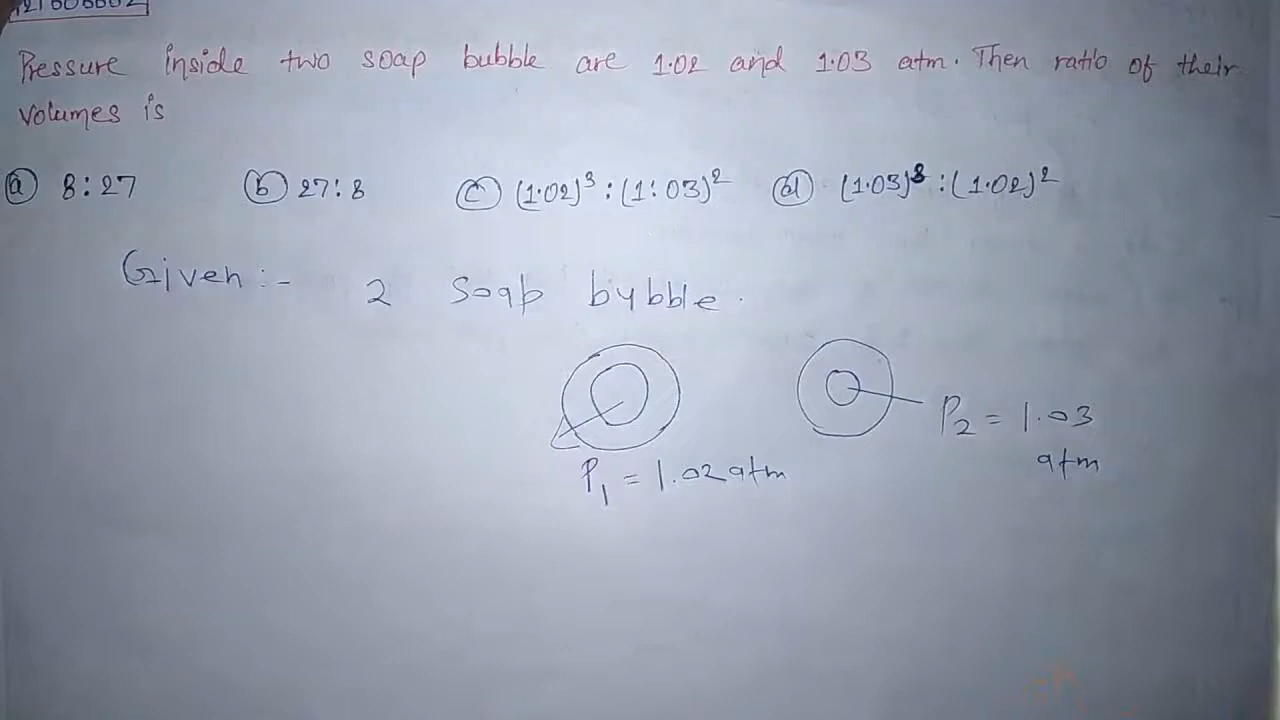 Pressure inside two soap bubble are 1.02 and 1.03 atm. Then ratio of their
volumes is
(a) 8:27 (b) 27:8 (c) (1.02)³ : (1:03)² (d) (1.03)³ : (1.02)²
Given :- 2 soap bubble.
P₁ = 1.02 atm
P₂ = 1.03
atm